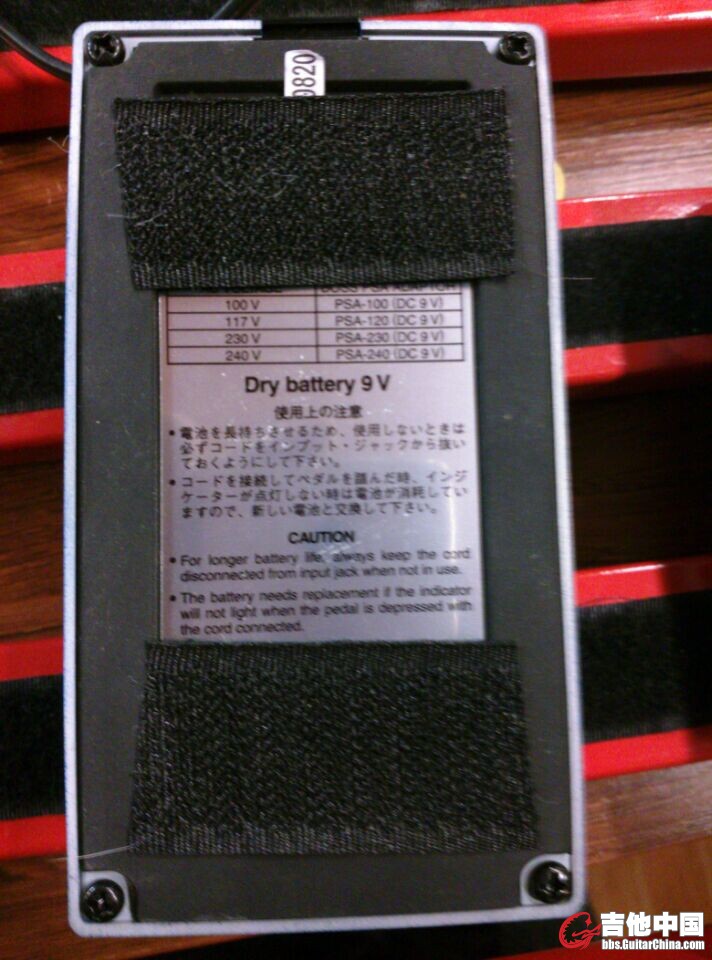 0820
BOSS PSA ADAPTOR
100 V PSA-100 (DC 9 V)
117 V PSA-120 (DC 9 V)
230 V PSA-230 (DC 9 V)
240 V PSA-240 (DC 9 V)
Dry battery 9 V
使用上の注意
• 電池を長持ちさせるため、使用しないときは
必ずコードをインプット・ジャックから抜い
ておくようにして下さい。
• コードを接続してペダルを踏んだ時、インジ
ケーターが点灯しない時は電池が消耗してい
ますので、新しい電池と交換して下さい。
CAUTION
• For longer battery life, always keep the cord
disconnected from input jack when not in use.
• The battery needs replacement if the indicator
will not light when the pedal is depressed with
the cord connected.
吉他中国
bbs.GuitarChina.com